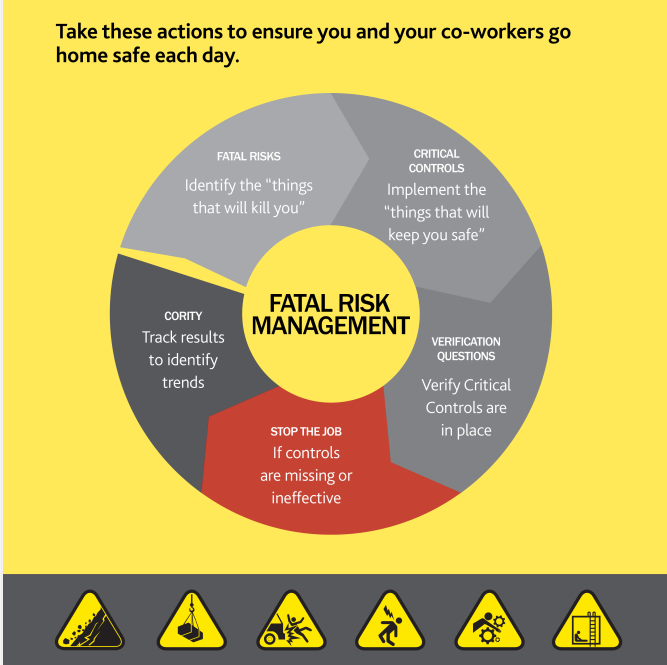 Take these actions to ensure you and your co-workers go
home safe each day.
FATAL RISKS
Identify the “things
that will kill you”
CRITICAL
CONTROLS
Implement the
“things that will
keep you safe”
VERIFICATION
QUESTIONS
Verify Critical
Controls are
in place
STOP THE JOB
If controls
are missing or
ineffective
CORITY
Track results
to identify
trends
FATAL RISK
MANAGEMENT